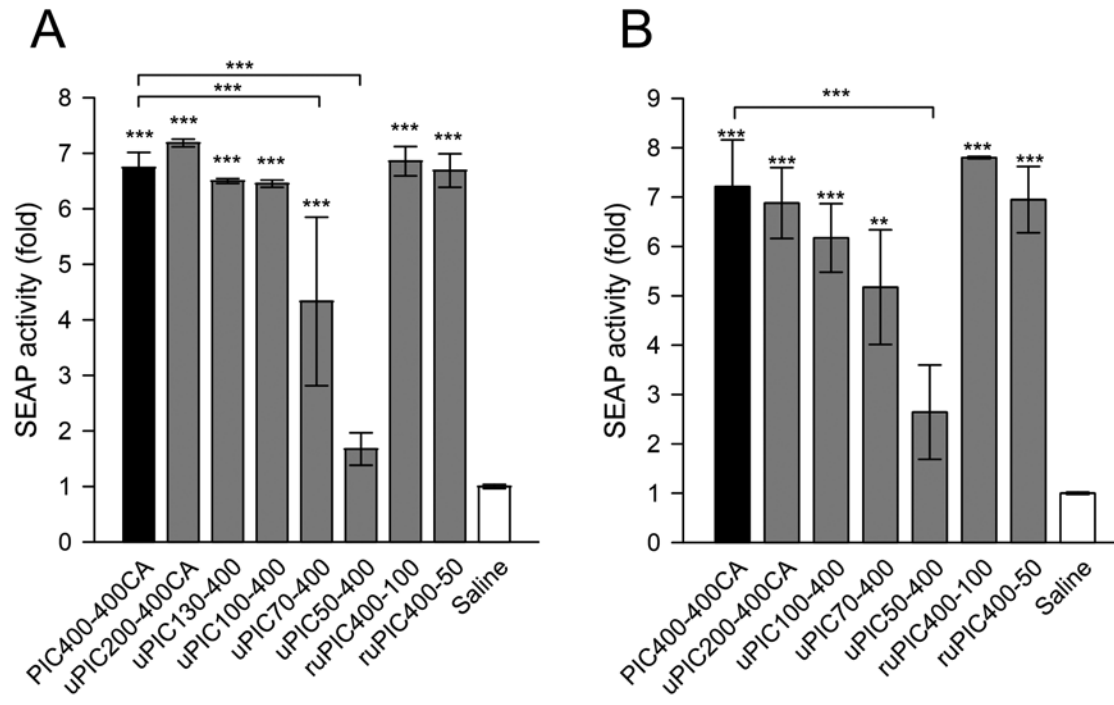 A
SEAP activity (fold)
8
7
6
5
4
3
2
1
0
***
***
***
***
***
***
***
***
***
PIC400-400CA
uPIC200-400CA
uPIC130-400
uPIC100-400
uPIC70-400
uPIC50-400
ruPIC400-100
ruPIC400-50
Saline
B
SEAP activity (fold)
9
8
7
6
5
4
3
2
1
0
***
***
***
***
**
***
***
PIC400-400CA
uPIC200-400CA
uPIC100-400
uPIC70-400
uPIC50-400
ruPIC400-100
ruPIC400-50
Saline